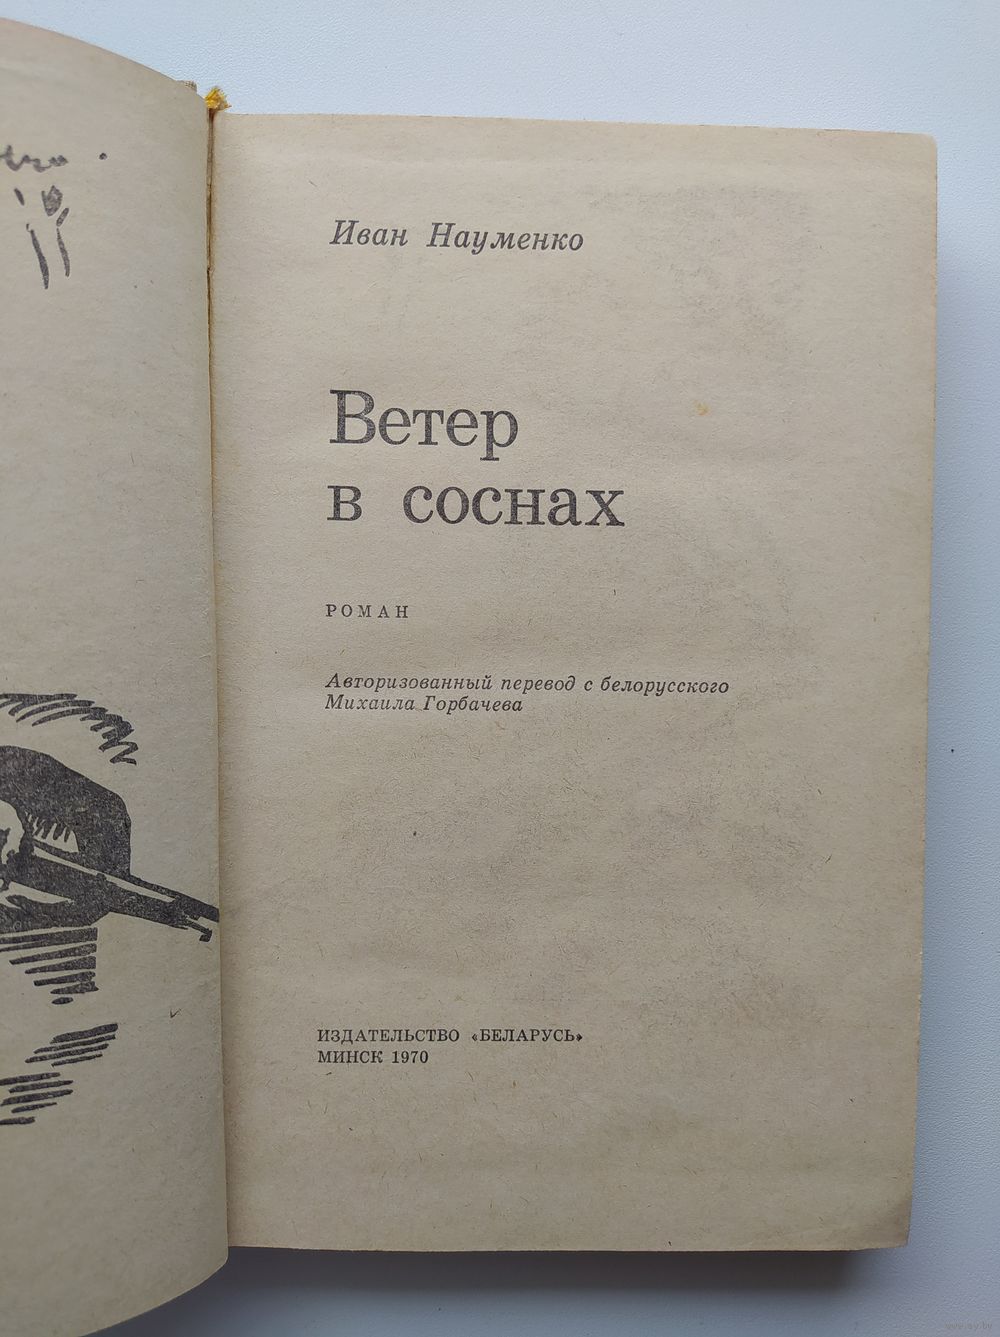 Иван Науменко
Ветер
в соснах
РОМАН
Авторизованный перевод с белорусского
Михаила Горбачева
ИЗДАТЕЛЬСТВО «БЕЛАРУСЬ»
МИНСК 1970